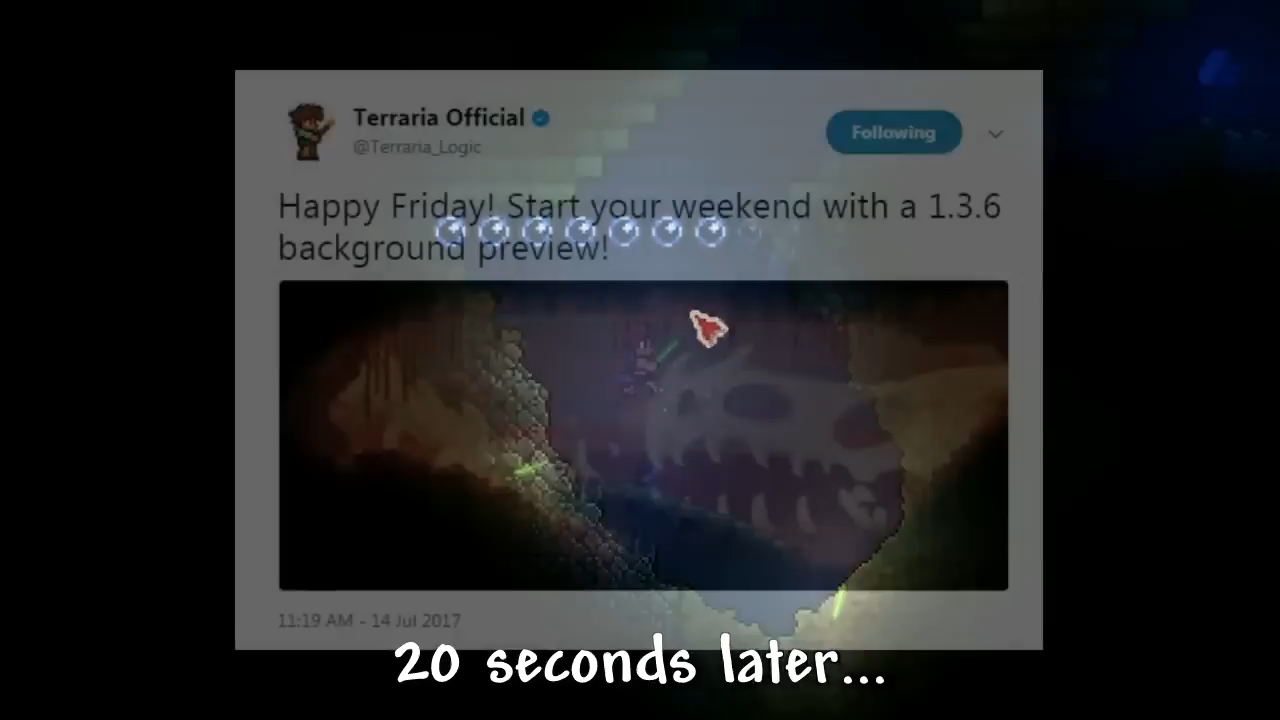 Terraria Official
@Terraria_Logic
Following
Happy Friday! Start your weekend with a 1.3.6
background preview!
11:19 AM - 14 Jul 2017
20 seconds later...